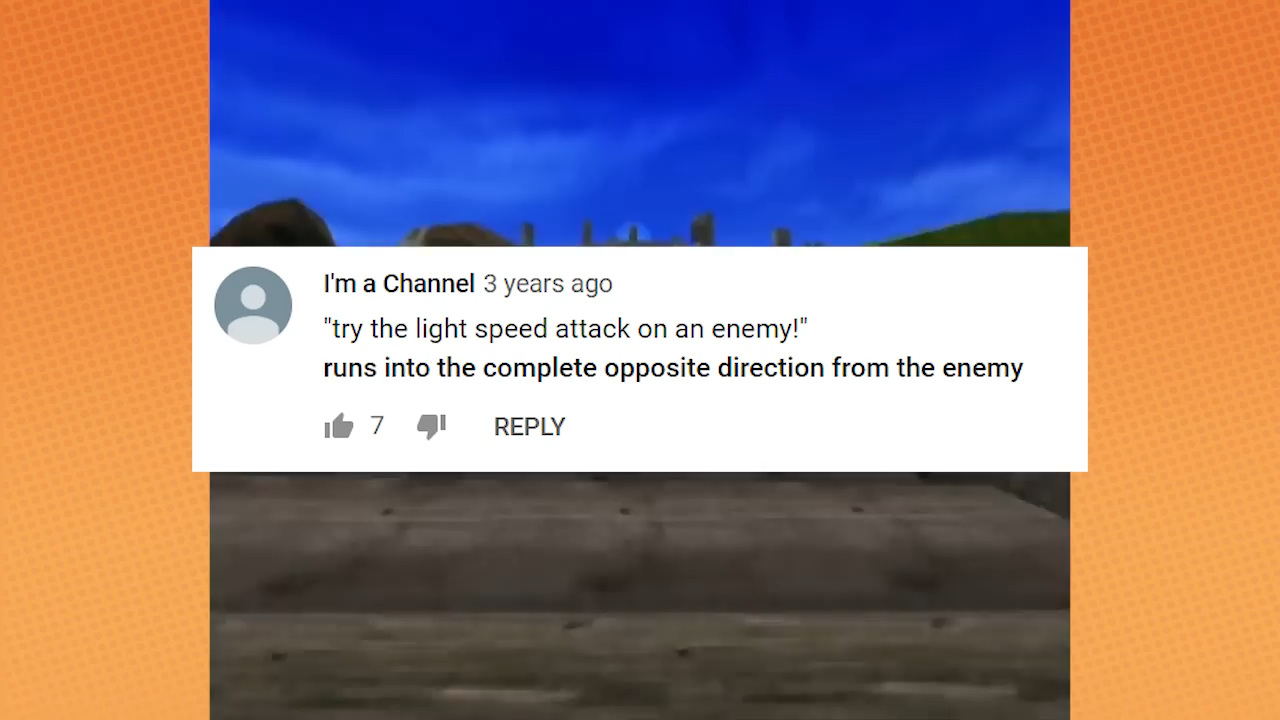 I'm a Channel 3 years ago
"try the light speed attack on an enemy!"
runs into the complete opposite direction from the enemy
7 REPLY